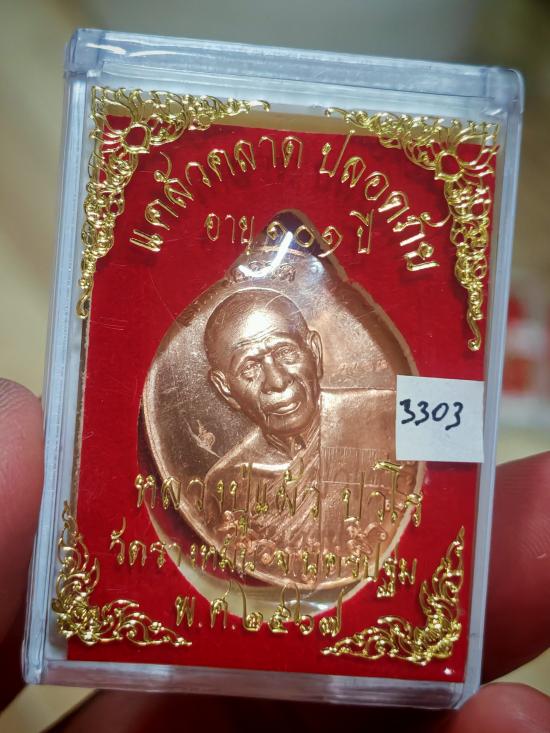 แคล้วคลาด ปลอดภัย
อายุ ๑๐๑ ปี
3303
หลวงปู่แผ้ว ปวโร
วัดรางหมัน จ.นครปฐม
พ.ศ.๒๕๖๗